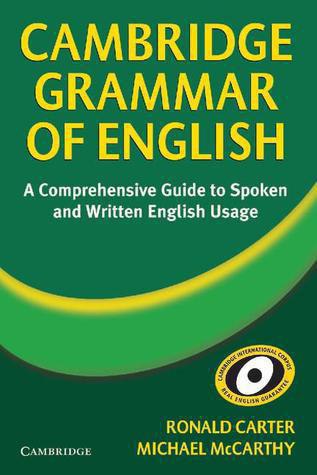 CAMBRIDGE
GRAMMAR
OF ENGLISH
A Comprehensive Guide to Spoken
and Written English Usage
CAMBRIDGE INTERNATIONAL CORPUS
REAL ENGLISH GUARANTEE
RONALD CARTER
CAMBRIDGE
MICHAEL McCARTHY